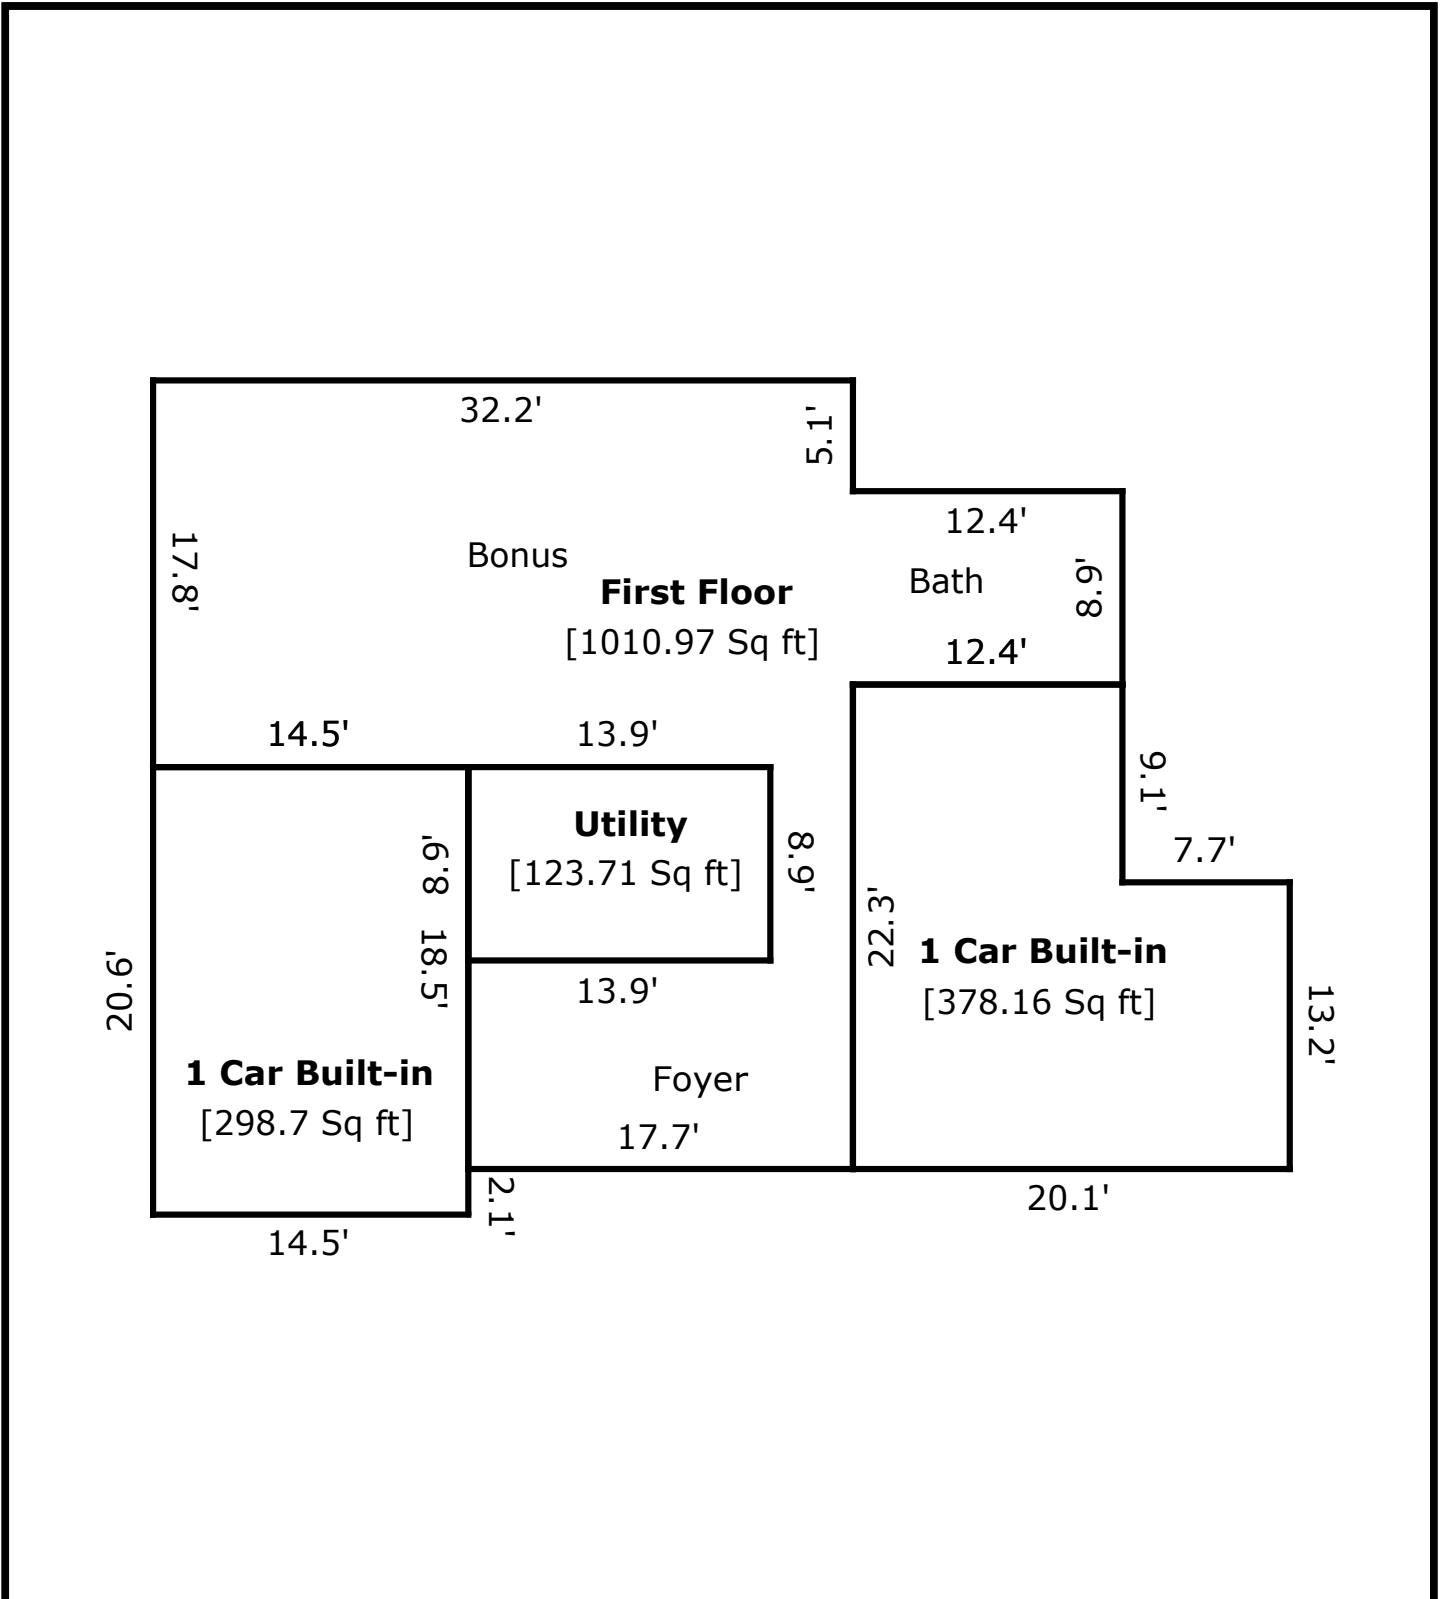 32.2'
5.1'
12.4'
17.8'
Bonus
First Floor
[1010.97 Sq ft]
Bath
8.9'
12.4'
14.5'
13.9'
9.1'
7.7'
Utility
[123.71 Sq ft]
8.9'
8.9'
18.5'
22.3'
1 Car Built-in
[378.16 Sq ft]
13.9'
20.6'
13.2'
1 Car Built-in
[298.7 Sq ft]
Foyer
17.7'
2.1'
20.1'
14.5'